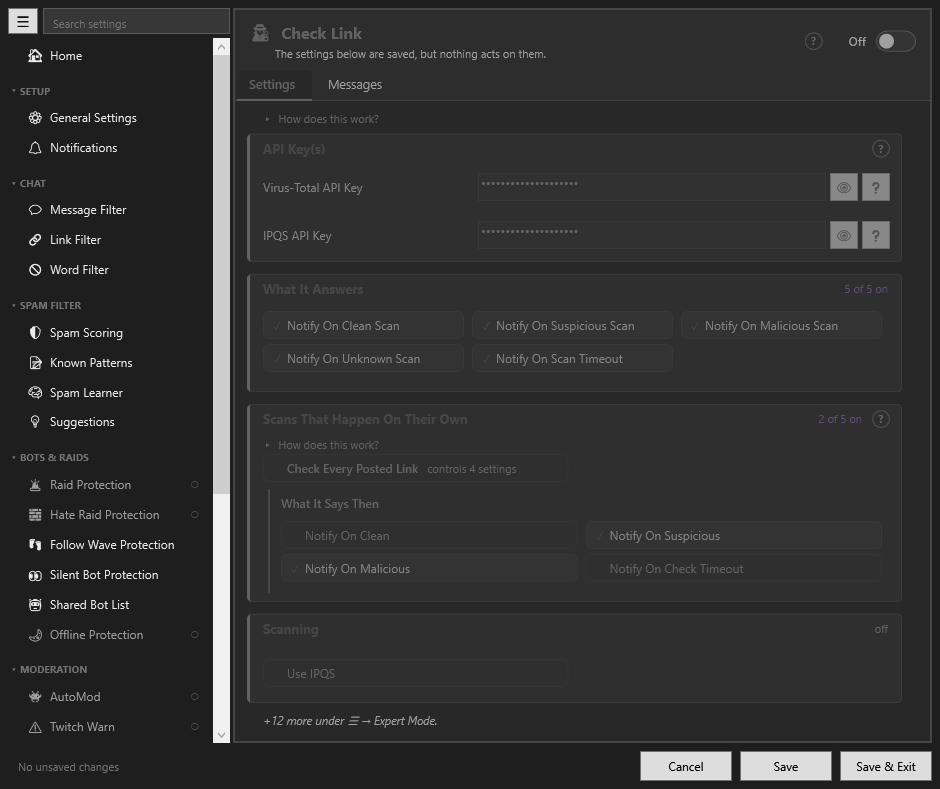 ☰
Search settings
Home
SETUP
General Settings
Notifications
CHAT
Message Filter
Link Filter
Word Filter
SPAM FILTER
Spam Scoring
Known Patterns
Spam Learner
Suggestions
BOTS & RAIDS
Raid Protection
Hate Raid Protection
Follow Wave Protection
Silent Bot Protection
Shared Bot List
Offline Protection
MODERATION
AutoMod
Twitch Warn
No unsaved changes
Check Link
The settings below are saved, but nothing acts on them.
? Off
Settings Messages
How does this work?
API Key(s) ?
Virus-Total API Key •••••••••••••••••••• ?
IPQS API Key •••••••••••••••••••• ?
What It Answers 5 of 5 on
✓ Notify On Clean Scan ✓ Notify On Suspicious Scan ✓ Notify On Malicious Scan
✓ Notify On Unknown Scan ✓ Notify On Scan Timeout
Scans That Happen On Their Own 2 of 5 on ?
How does this work?
Check Every Posted Link controls 4 settings
What It Says Then
Notify On Clean ✓ Notify On Suspicious
✓ Notify On Malicious Notify On Check Timeout
Scanning off
Use IPQS
+12 more under ☰ → Expert Mode.
Cancel Save Save & Exit